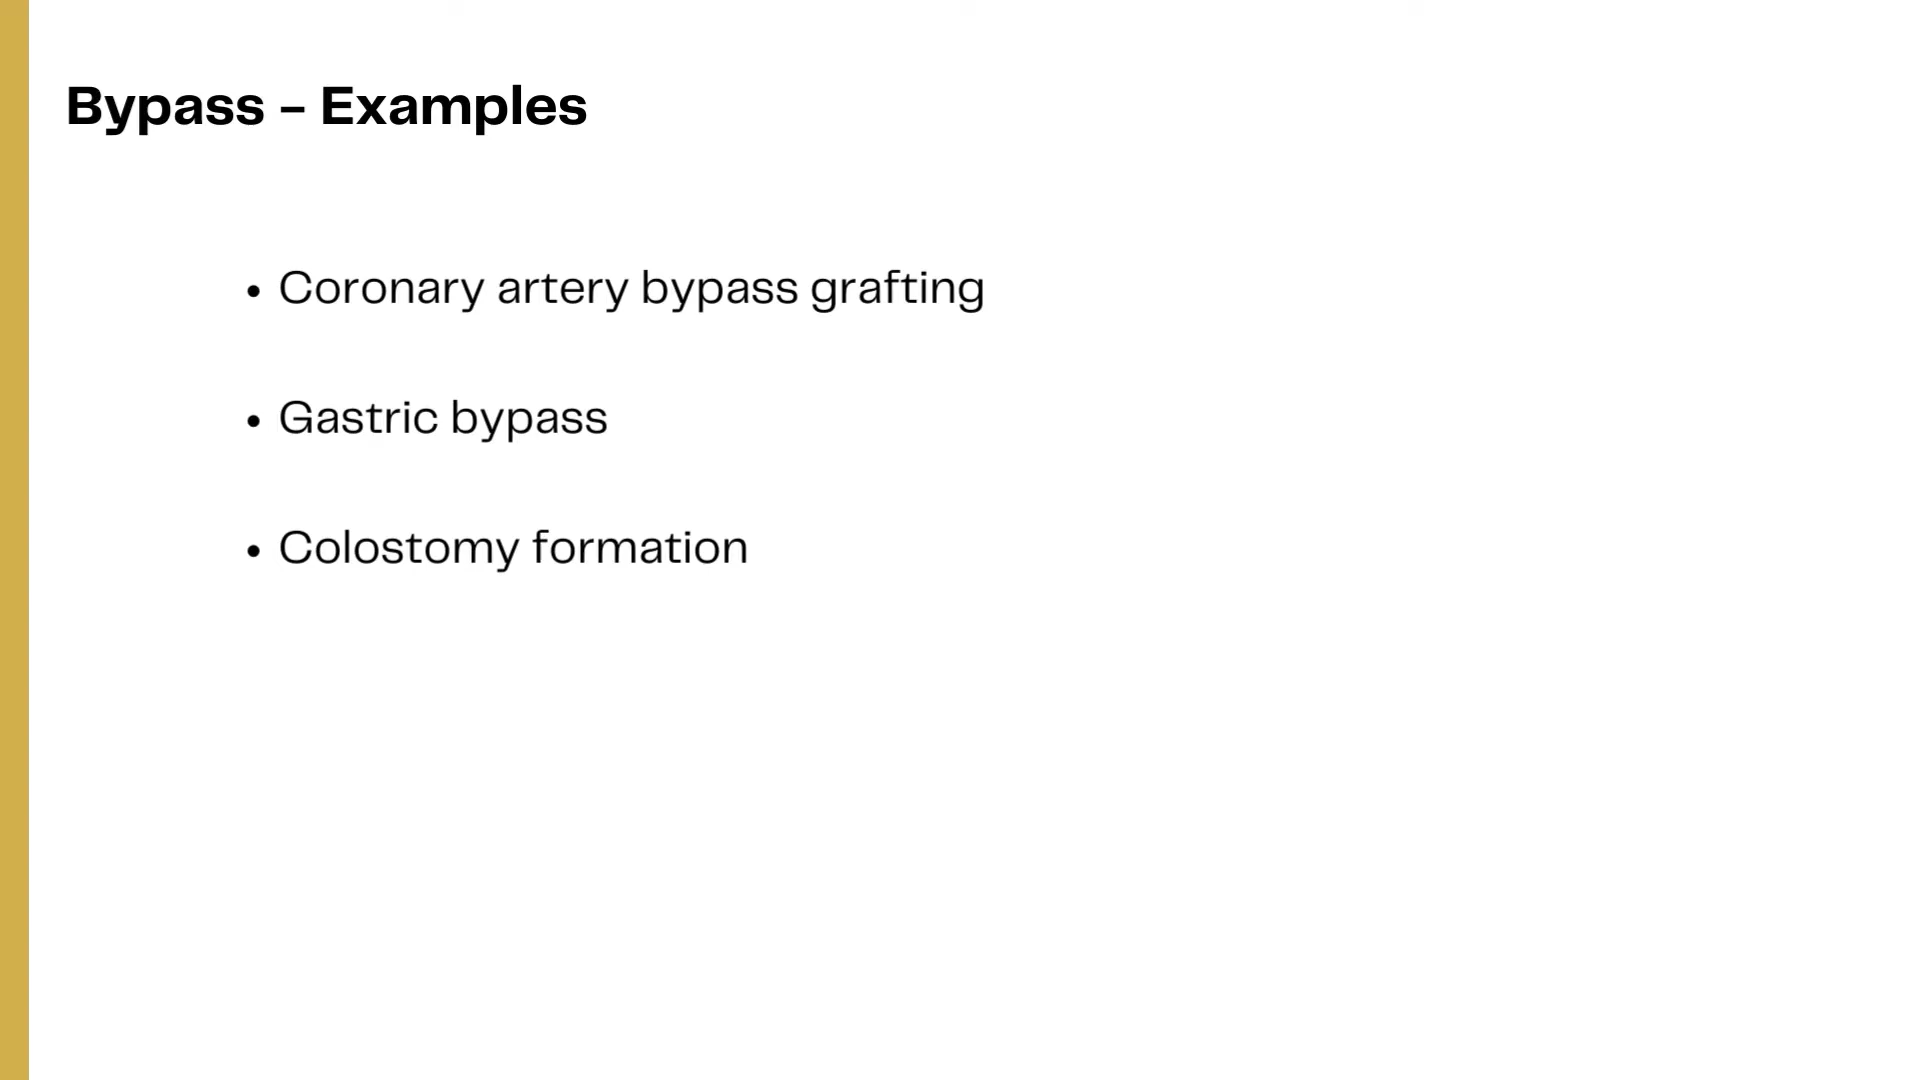 Bypass – Examples
• Coronary artery bypass grafting
• Gastric bypass
• Colostomy formation